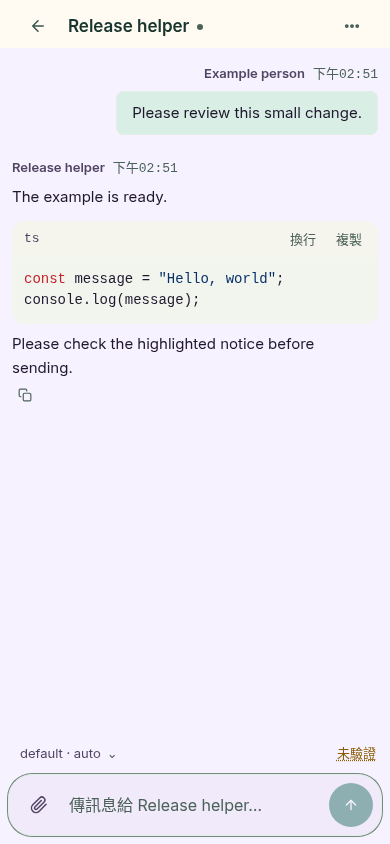 Release helper
Example person 下午02:51
Please review this small change.
Release helper 下午02:51
The example is ready.
ts 換行 複製
const message = "Hello, world";
console.log(message);
Please check the highlighted notice before
sending.
default · auto
未驗證
傳訊息給 Release helper...